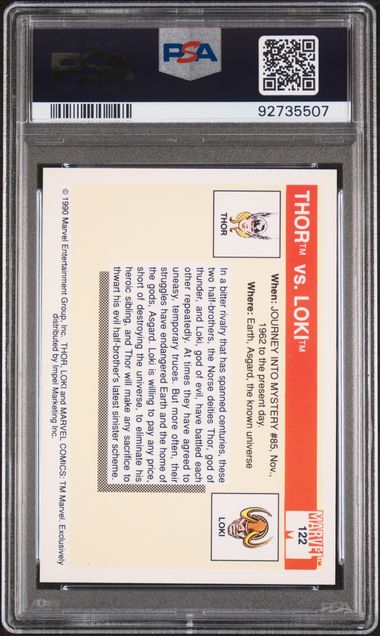 PSA
PSA
92735507
THOR™ vs. LOKI™
MARVEL™
122
THOR
When: JOURNEY INTO MYSTERY #85, Nov.,
1962 to the present day.
Where: Earth, Asgard, the known universe
LOKI
In a bitter rivalry that has spanned centuries, these
two half-brothers, the Norse deities Thor, god of
thunder, and Loki, god of evil, have battled each
other repeatedly. At times they have agreed to
uneasy, temporary truces. But more often, their
struggles have endangered Earth and the home of
the gods, Asgard. Loki is willing to pay any price,
short of destroying the universe, to eliminate his
heroic sibling, and Thor will make any sacrifice to
thwart his evil half-brother's latest sinister scheme.
© 1990 Marvel Entertainment Group, Inc. THOR, LOKI and MARVEL COMICS: TM Marvel. Exclusively
distributed by Impel Marketing Inc.